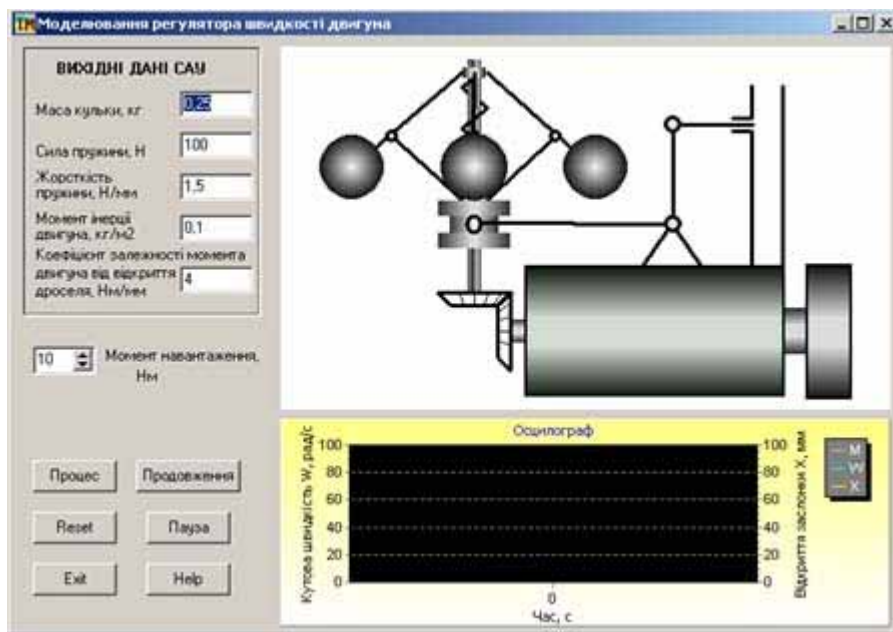 Моделювання регулятора швидкості двигуна
ВИХІДНІ ДАНІ САУ
Маса кульки, кг
0,25
Сила пружини, Н
100
Жорсткість
пружини, Н/мм
1,5
Момент інерції
двигуна, кг/м2
0,1
Коефіцієнт залежності момента
двигуна від відкриття
дроселя, Нм/мм
4
10
Момент навантаження,
Нм
Процес
Продовження
Reset
Пауза
Exit
Help
Осцилограф
Кутова швидкість W, рад/с
100
80
60
40
20
0
0
Час, с
100
80
60
40
20
0
Відкриття заслонки X, мм
M
W
X